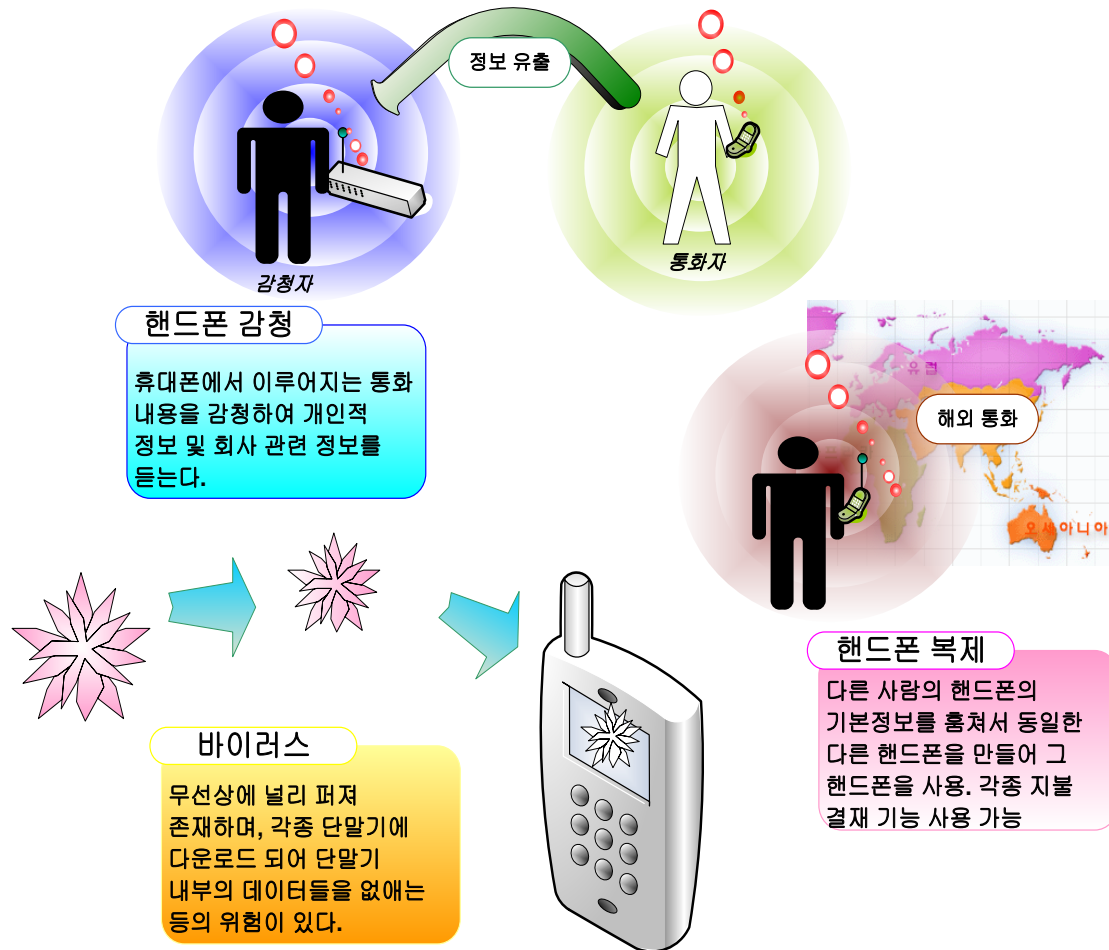 정보 유출
감청자
통화자
핸드폰 감청
휴대폰에서 이루어지는 통화
내용을 감청하여 개인적
정보 및 회사 관련 정보를
듣는다.
유럽
해외 통화
오세아니아
핸드폰 복제
다른 사람의 핸드폰의
기본정보를 훔쳐서 동일한
다른 핸드폰을 만들어 그
핸드폰을 사용. 각종 지불
결재 기능 사용 가능
바이러스
무선상에 널리 퍼져
존재하며, 각종 단말기에
다운로드 되어 단말기
내부의 데이터들을 없애는
등의 위험이 있다.